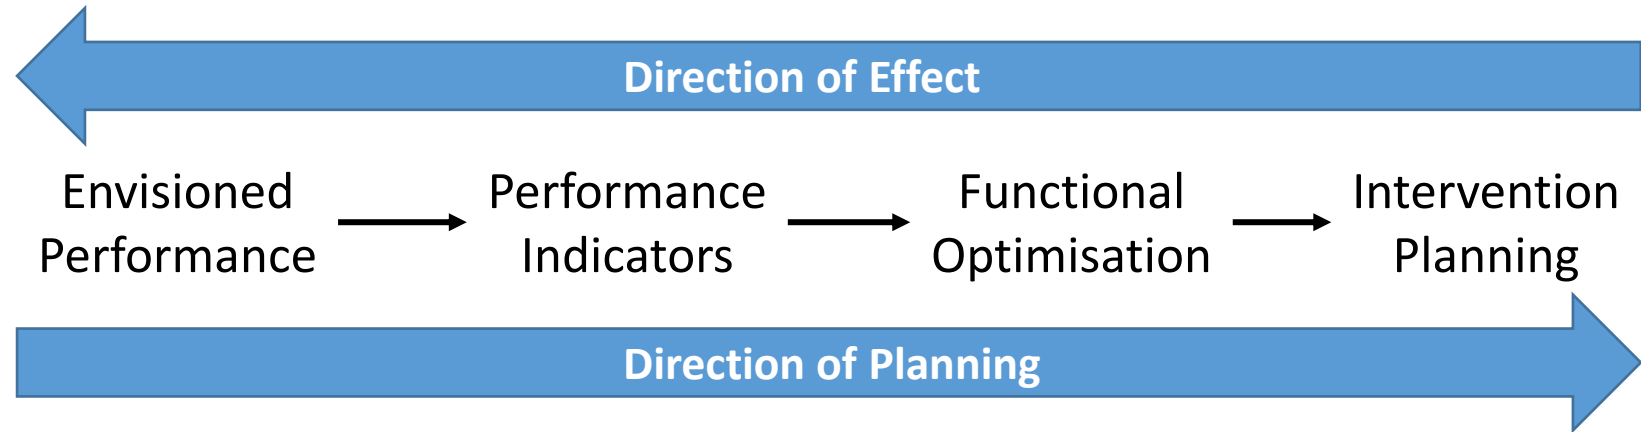 Direction of Effect
Envisioned
Performance
Performance
Indicators
Functional
Optimisation
Intervention
Planning
Direction of Planning